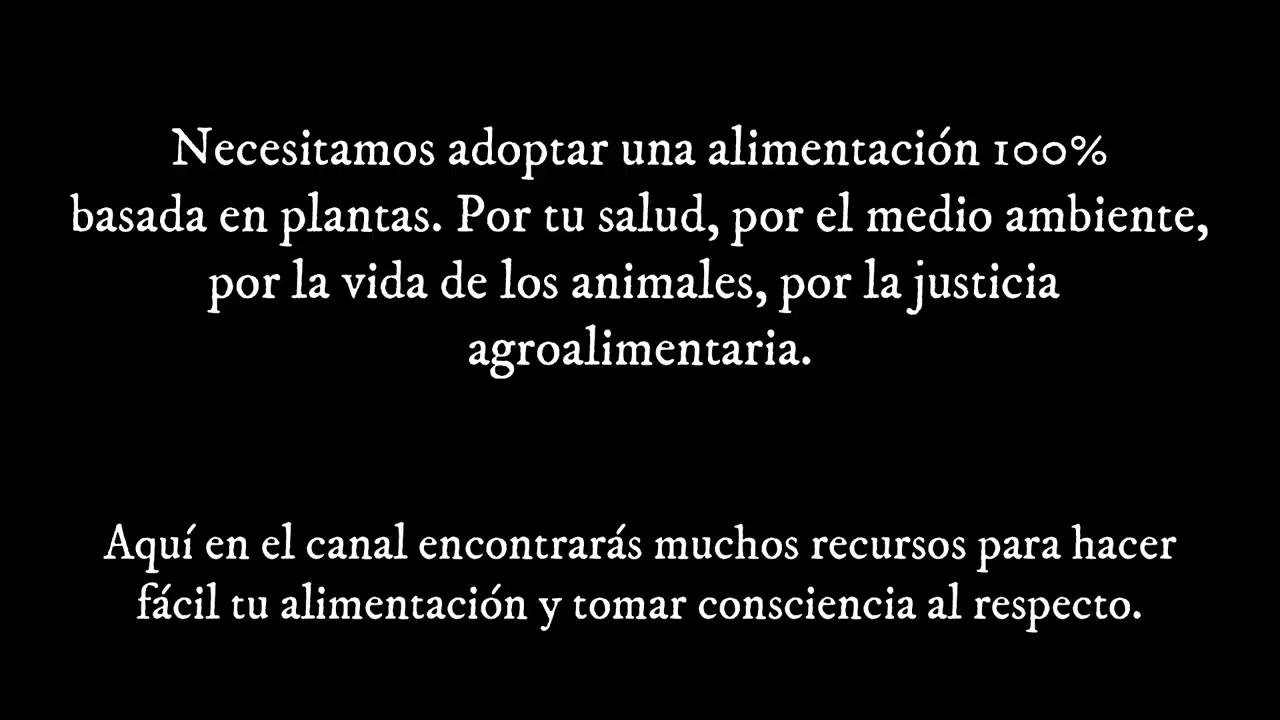 Necesitamos adoptar una alimentación 100%
basada en plantas. Por tu salud, por el medio ambiente,
por la vida de los animales, por la justicia
agroalimentaria.
Aquí en el canal encontrarás muchos recursos para hacer
fácil tu alimentación y tomar consciencia al respecto.